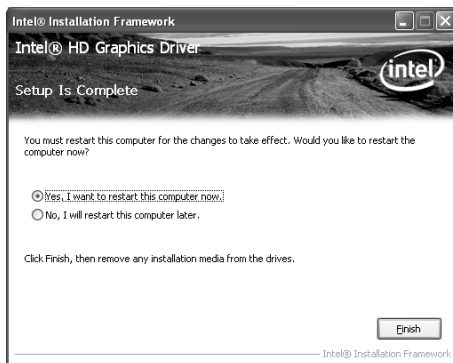 Intel® Installation Framework
Intel® HD Graphics Driver
intel
Setup Is Complete
You must restart this computer for the changes to take effect. Would you like to restart the
computer now?
Yes, I want to restart this computer now.
No, I will restart this computer later.
Click Finish, then remove any installation media from the drives.
Finish
Intel® Installation Framework